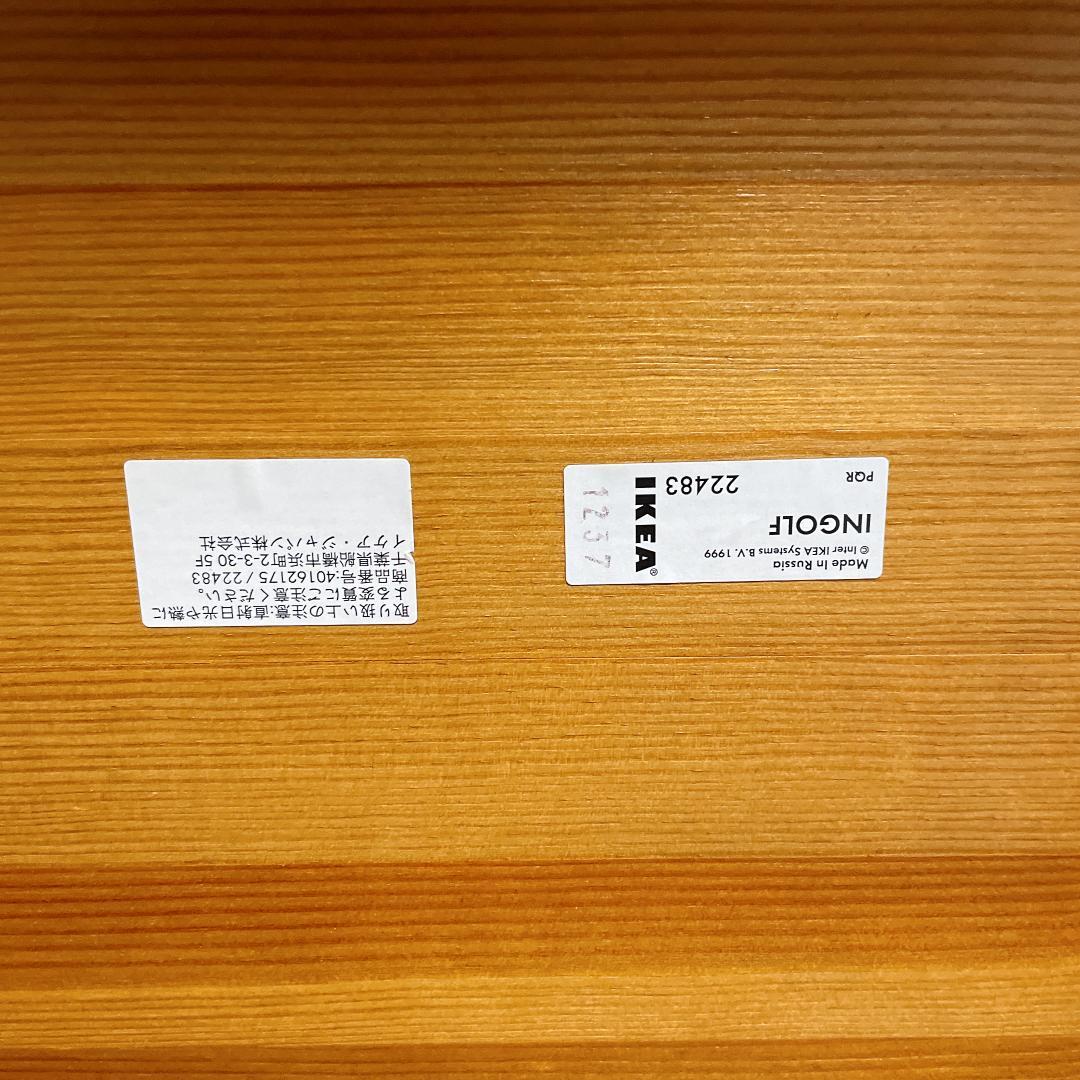 取り扱い上の注意:直射日光や熱に
よる変質にご注意ください。
商品番号:40162175 / 22483
千葉県船橋市浜町2-3-30 5F
イケア・ジャパン株式会社
Made in Russia
© Inter IKEA Systems B.V. 1999
INGOLF
PQR
22483
IKEA®
1237